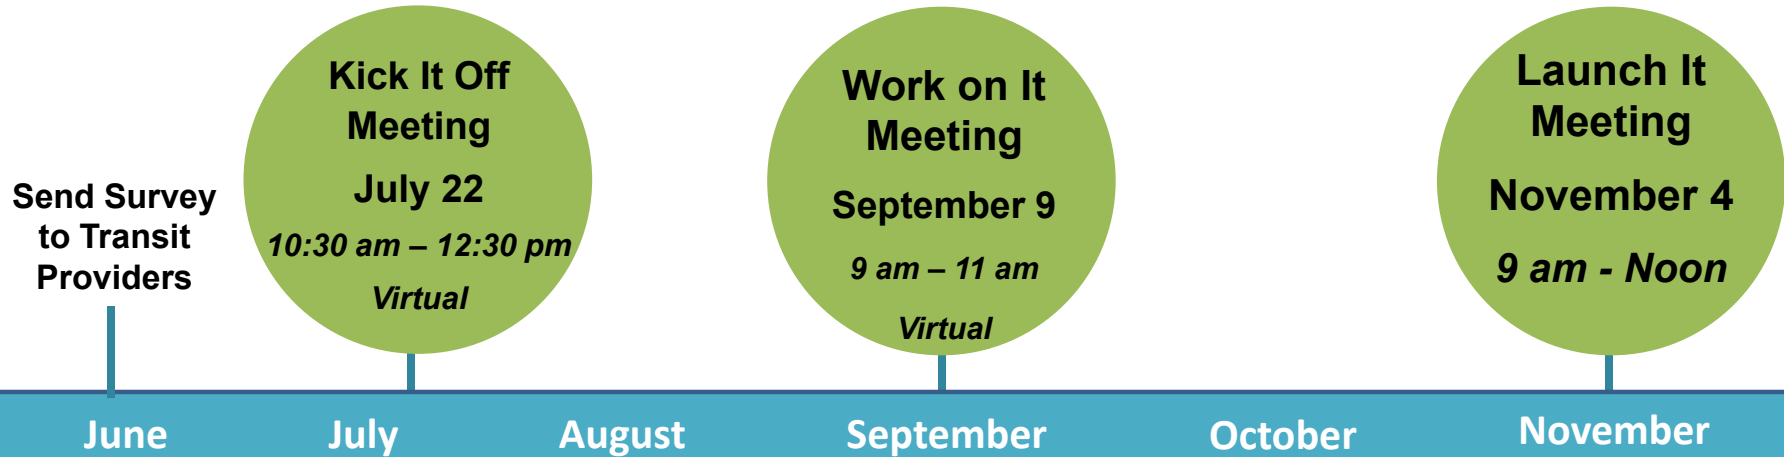 Send Survey
to Transit
Providers
Kick It Off
Meeting
July 22
10:30 am – 12:30 pm
Virtual
Work on It
Meeting
September 9
9 am – 11 am
Virtual
Launch It
Meeting
November 4
9 am - Noon
June
July
August
September
October
November